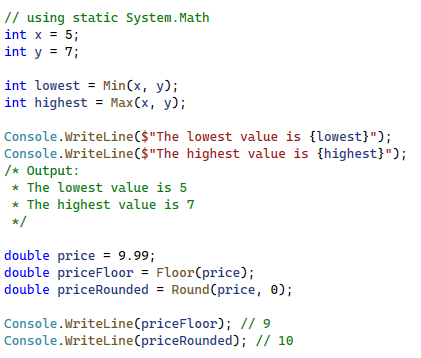 // using static System.Math
int x = 5;
int y = 7;

int lowest = Min(x, y);
int highest = Max(x, y);

Console.WriteLine($"The lowest value is {lowest}");
Console.WriteLine($"The highest value is {highest}");
/* Output:
 * The lowest value is 5
 * The highest value is 7
 */

double price = 9.99;
double priceFloor = Floor(price);
double priceRounded = Round(price, 0);

Console.WriteLine(priceFloor); // 9
Console.WriteLine(priceRounded); // 10